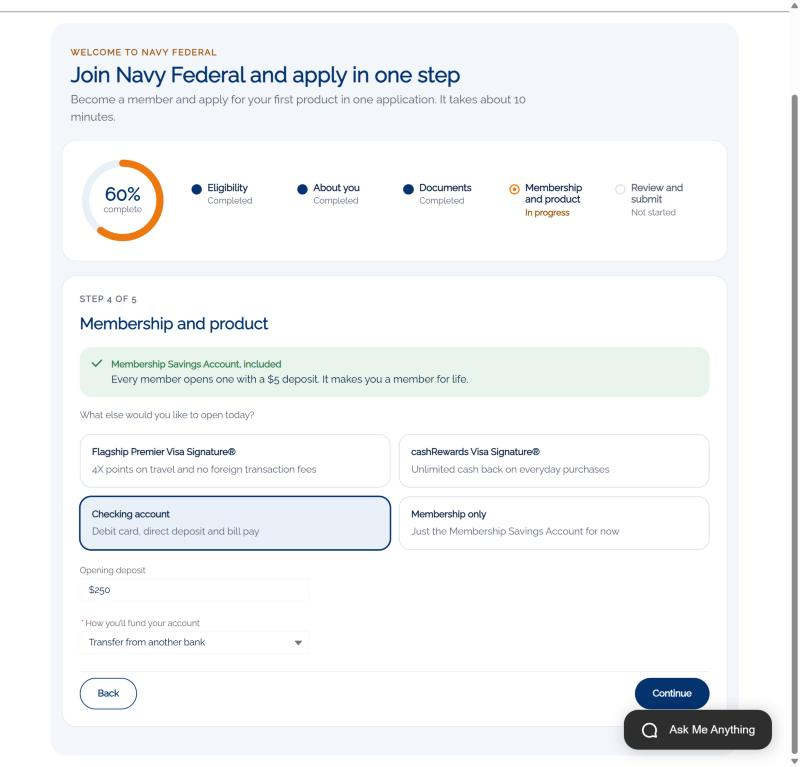 WELCOME TO NAVY FEDERAL
Join Navy Federal and apply in one step
Become a member and apply for your first product in one application. It takes about 10
minutes.
60%
complete
Eligibility
Completed
About you
Completed
Documents
Completed
Membership
and product
In progress
Review and
submit
Not started
STEP 4 OF 5
Membership and product
Membership Savings Account, included
Every member opens one with a $5 deposit. It makes you a member for life.
What else would you like to open today?
Flagship Premier Visa Signature®
4X points on travel and no foreign transaction fees
cashRewards Visa Signature®
Unlimited cash back on everyday purchases
Checking account
Debit card, direct deposit and bill pay
Membership only
Just the Membership Savings Account for now
Opening deposit
$250
* How you'll fund your account
Transfer from another bank
Back
Continue
Ask Me Anything